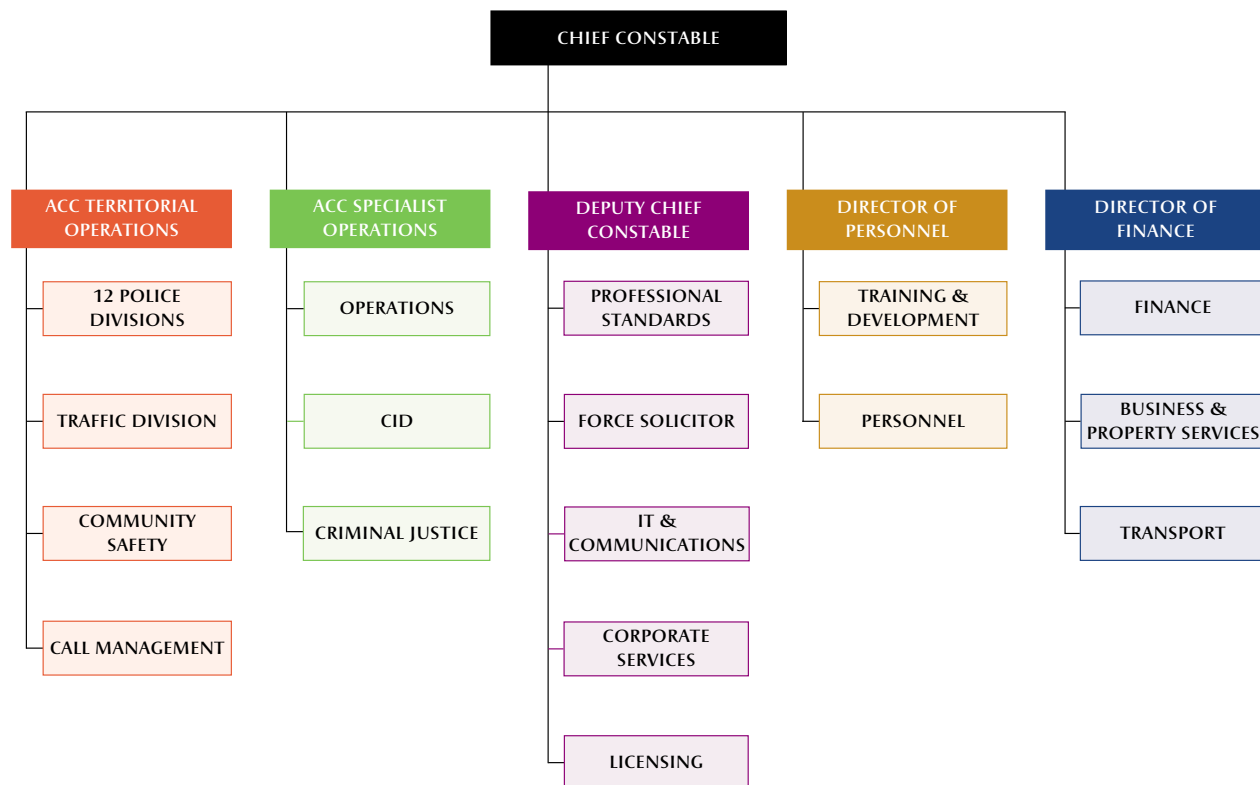 CHIEF CONSTABLE
ACC TERRITORIAL
OPERATIONS
12 POLICE
DIVISIONS
TRAFFIC DIVISION
COMMUNITY
SAFETY
CALL MANAGEMENT
ACC SPECIALIST
OPERATIONS
OPERATIONS
CID
CRIMINAL JUSTICE
DEPUTY CHIEF
CONSTABLE
PROFESSIONAL
STANDARDS
FORCE SOLICITOR
IT &
COMMUNICATIONS
CORPORATE
SERVICES
LICENSING
DIRECTOR OF
PERSONNEL
TRAINING &
DEVELOPMENT
PERSONNEL
DIRECTOR OF
FINANCE
FINANCE
BUSINESS &
PROPERTY SERVICES
TRANSPORT